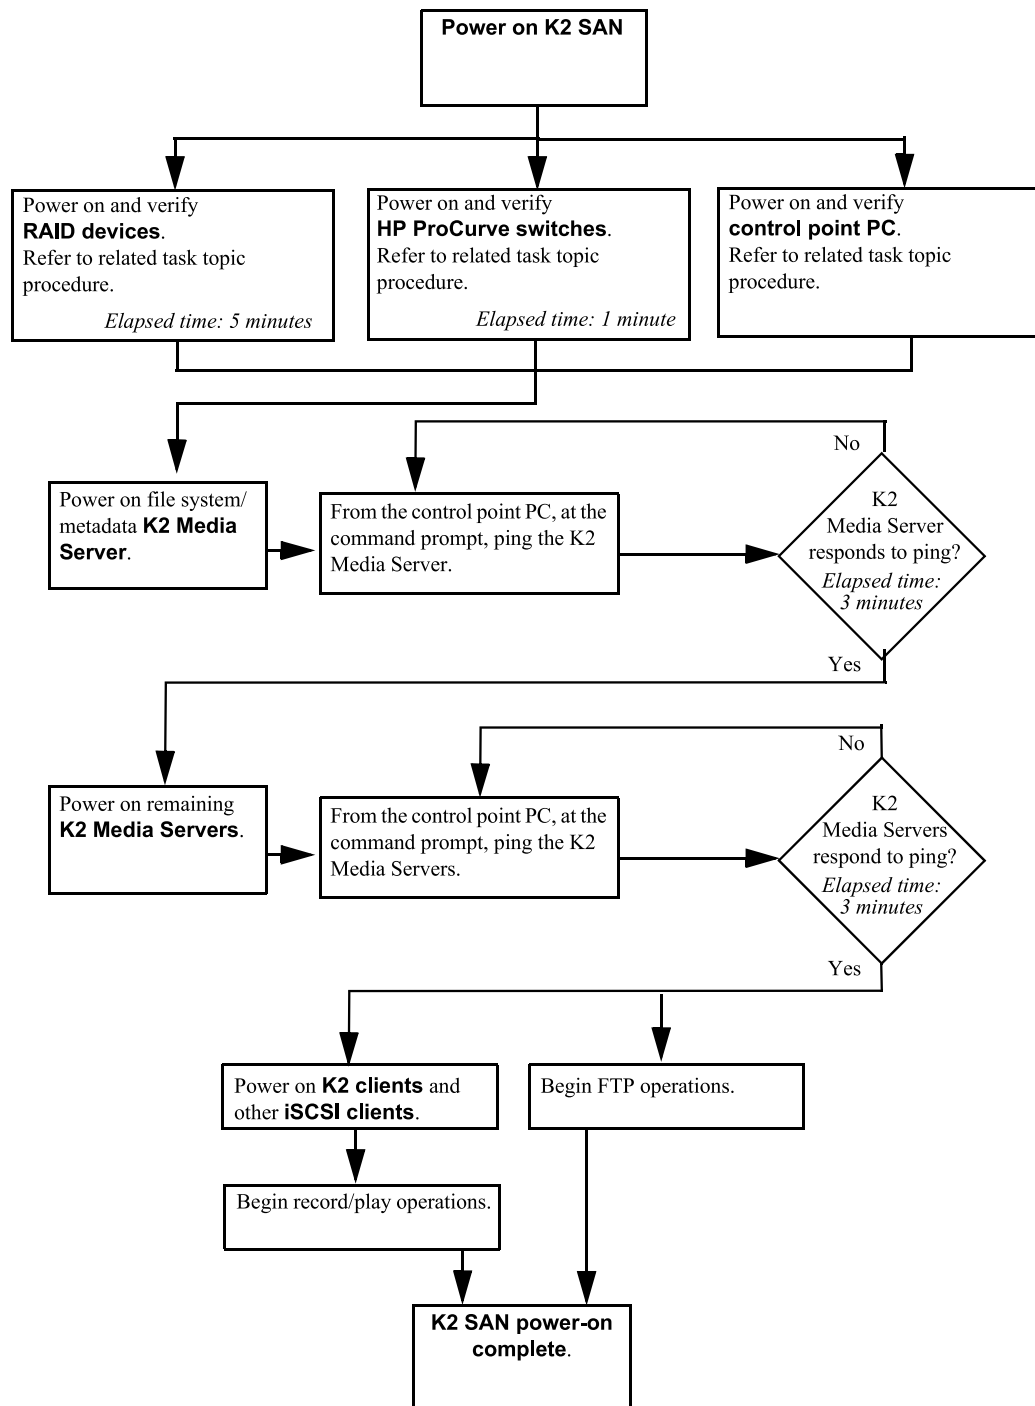 Power on K2 SAN
Power on and verify
RAID devices.
Refer to related task topic
procedure.
Elapsed time: 5 minutes
Power on and verify
HP ProCurve switches.
Refer to related task topic
procedure.
Elapsed time: 1 minute
Power on and verify
control point PC.
Refer to related task topic
procedure.
Power on file system/
metadata K2 Media
Server.
From the control point PC, at the
command prompt, ping the K2
Media Server.
No
K2
Media Server
responds to ping?
Elapsed time:
3 minutes
Yes
Power on remaining
K2 Media Servers.
From the control point PC, at the
command prompt, ping the K2
Media Servers.
No
K2
Media Servers
respond to ping?
Elapsed time:
3 minutes
Yes
Power on K2 clients and
other iSCSI clients.
Begin FTP operations.
Begin record/play operations.
K2 SAN power-on
complete.